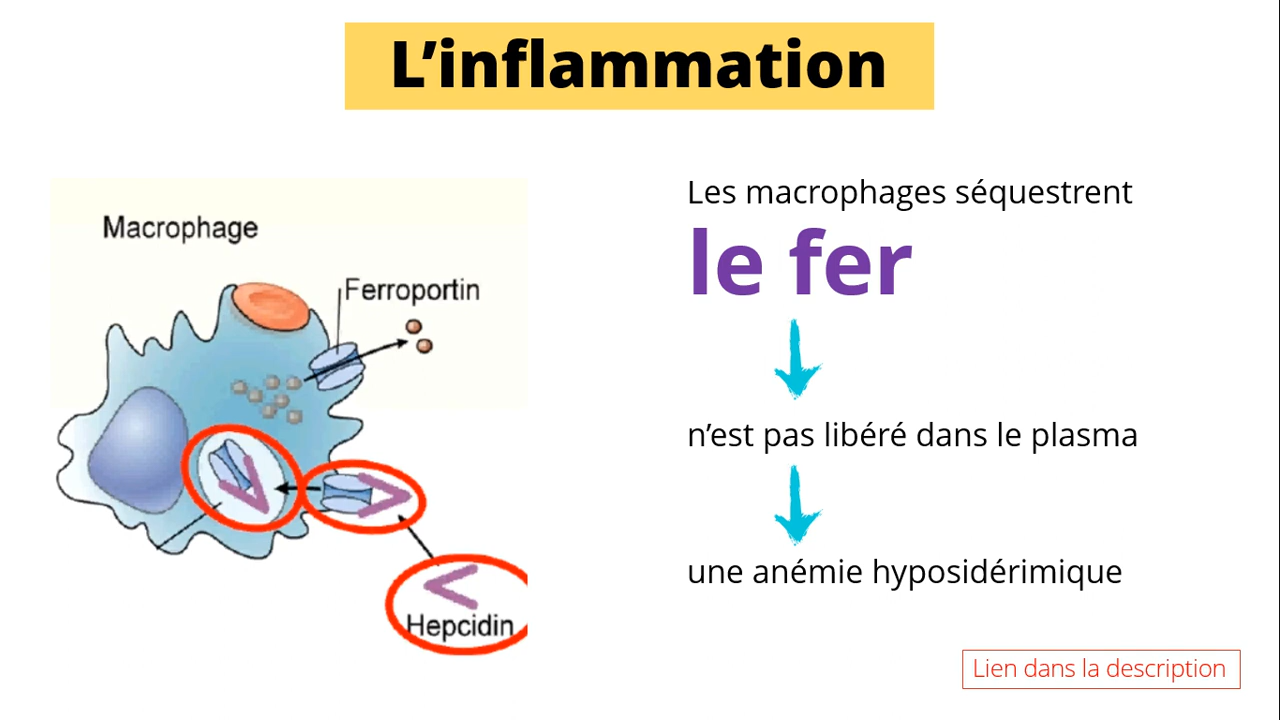 L’inflammation
Macrophage
Ferroportin
Hepcidin
Les macrophages séquestrent
le fer
n’est pas libéré dans le plasma
une anémie hyposidérimique
Lien dans la description